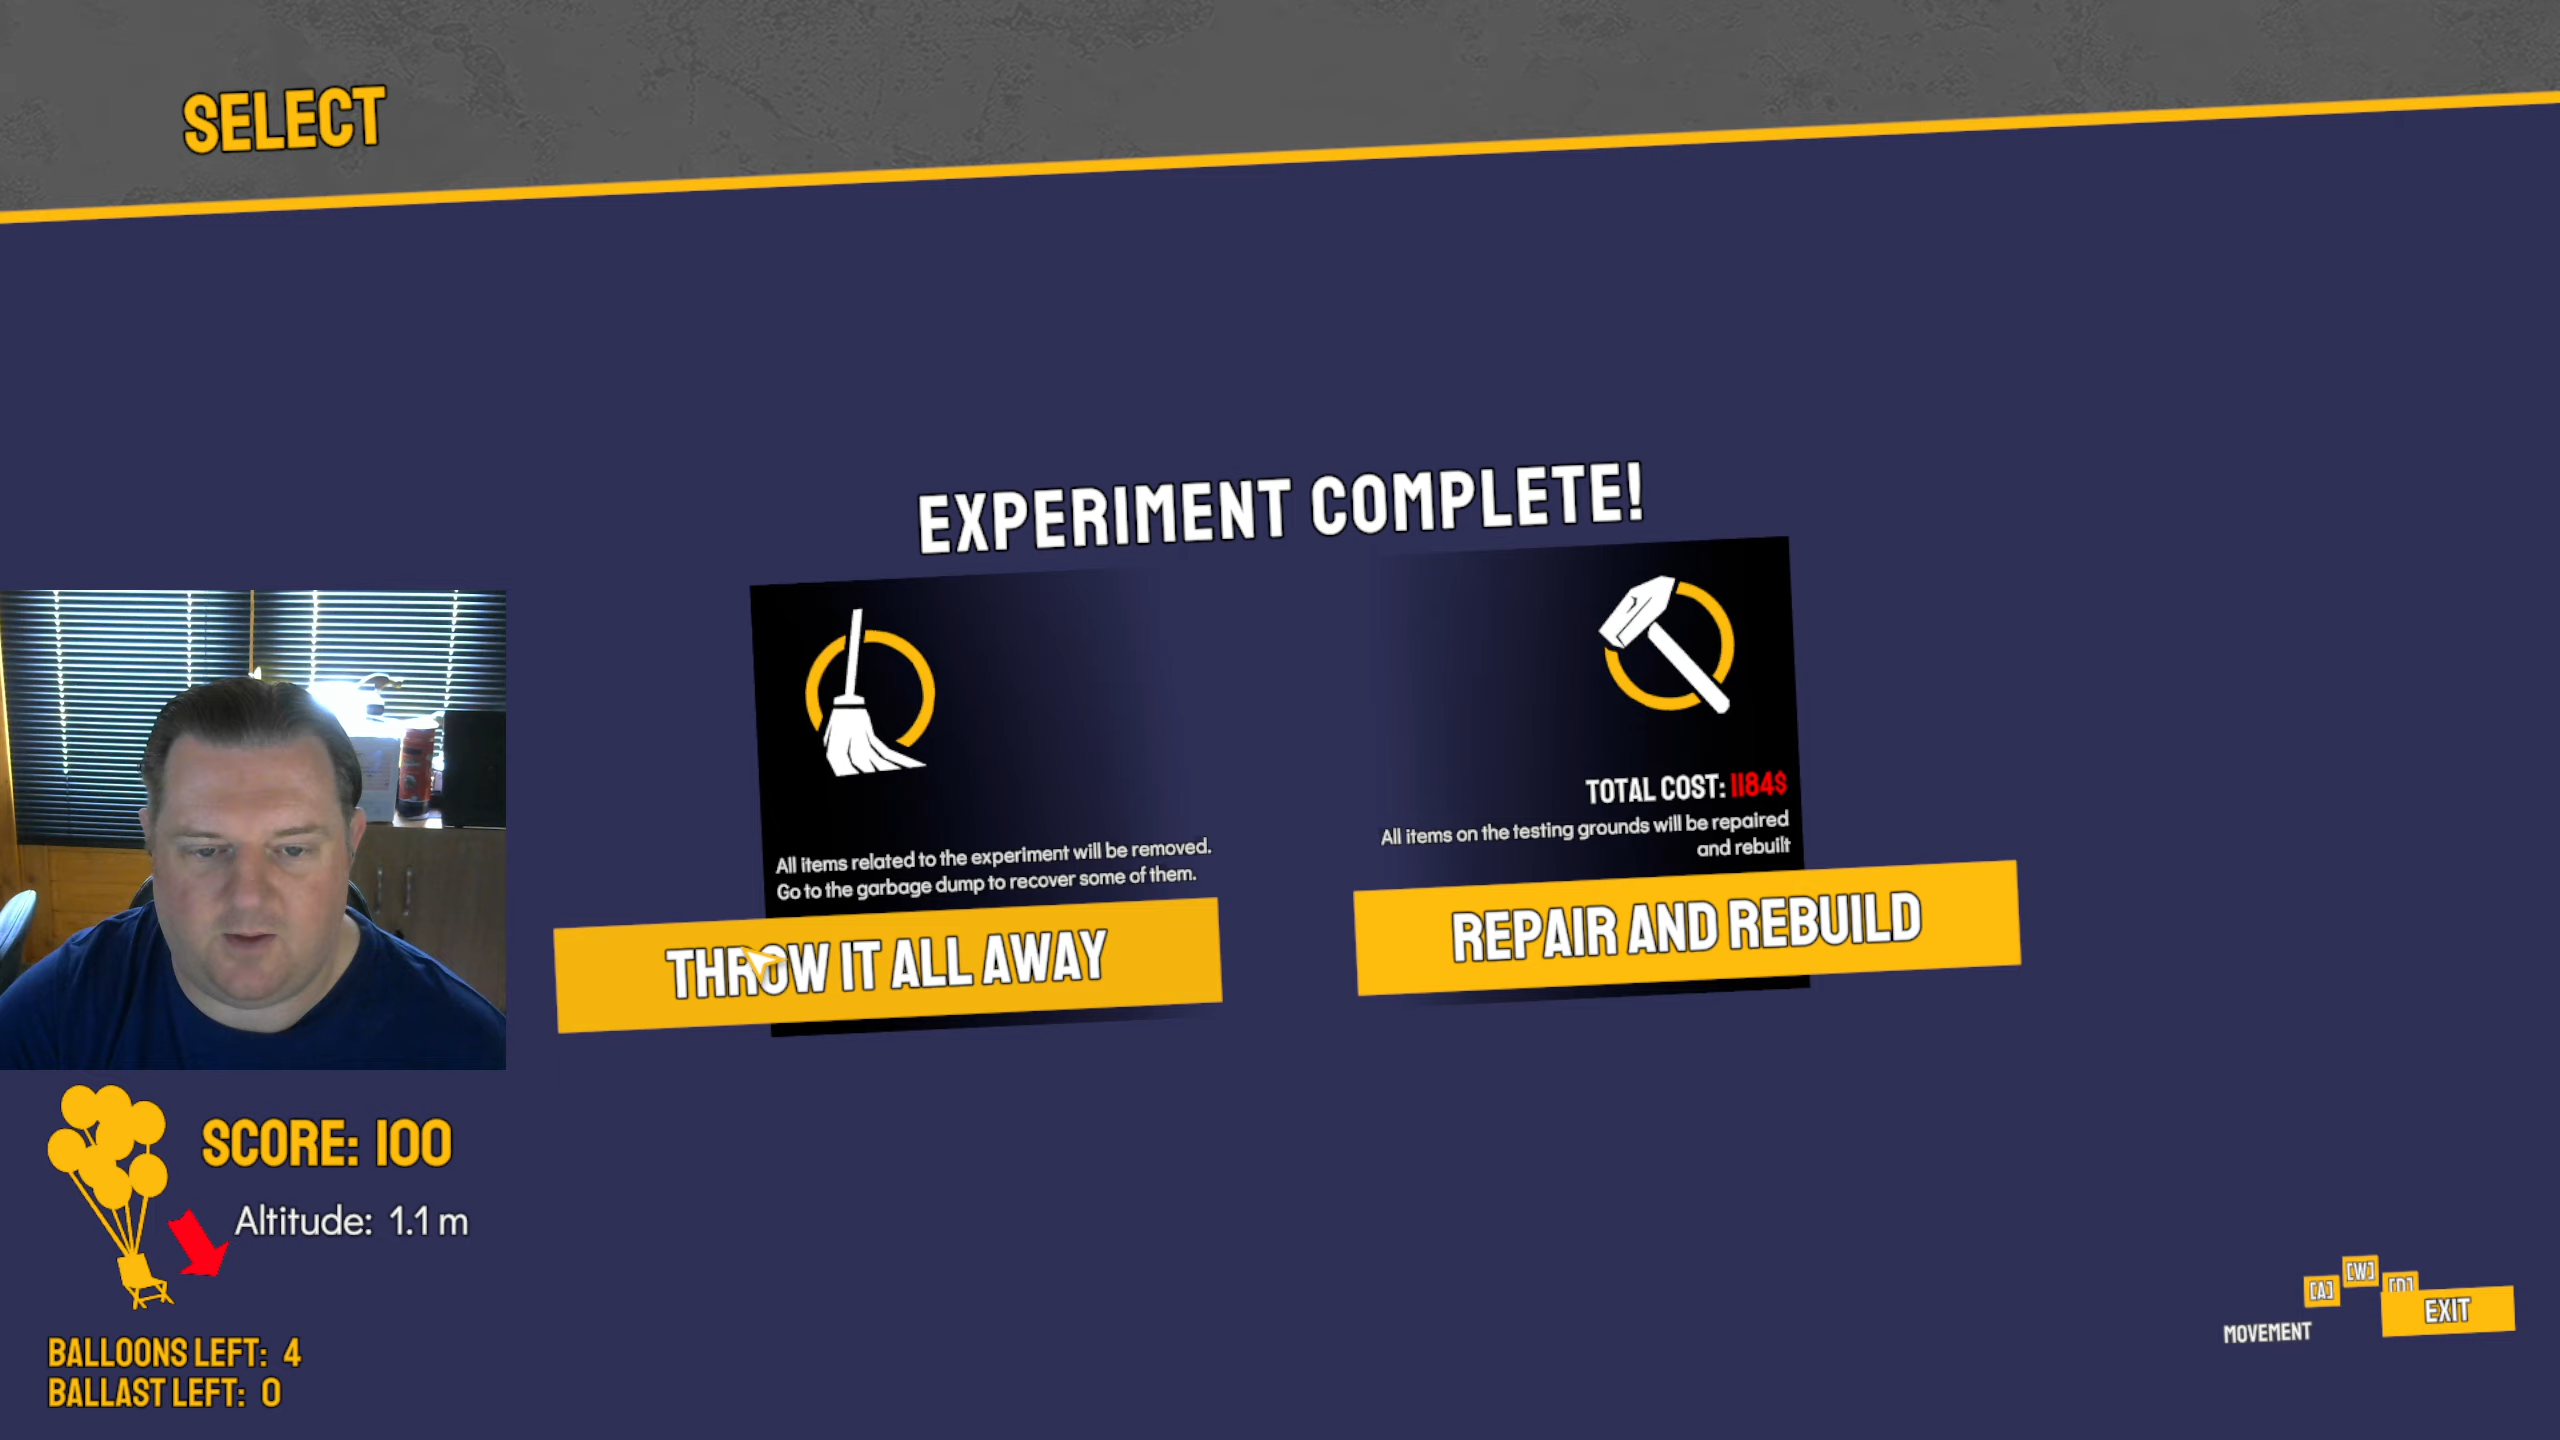 SELECT
EXPERIMENT COMPLETE!
All items related to the experiment will be removed.
Go to the garbage dump to recover some of them.
THROW IT ALL AWAY
TOTAL COST: 1184$
All items on the testing grounds will be repaired
and rebuilt
REPAIR AND REBUILD
SCORE: 100
Altitude: 1.1 m
BALLOONS LEFT: 4
BALLAST LEFT: 0
[W]
[A]
[D]
MOVEMENT
EXIT